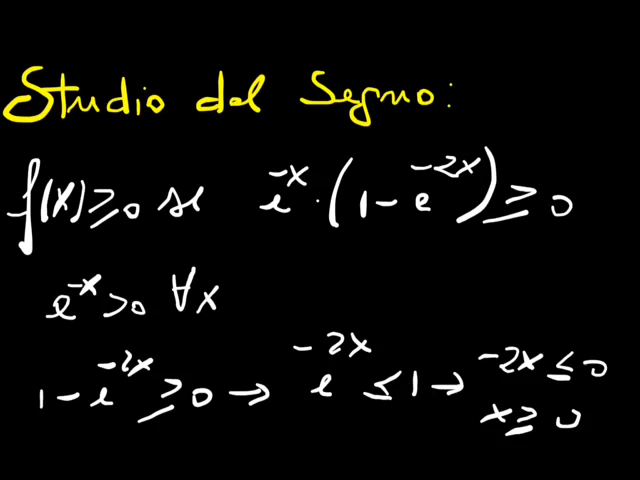 Studio del Segno:
f(x) ≥ 0 se e^-x · (1 - e^-2x) ≥ 0
e^-x > 0 ∀x
1 - e^-2x ≥ 0 → e^-2x ≤ 1 → -2x ≤ 0
x ≥ 0